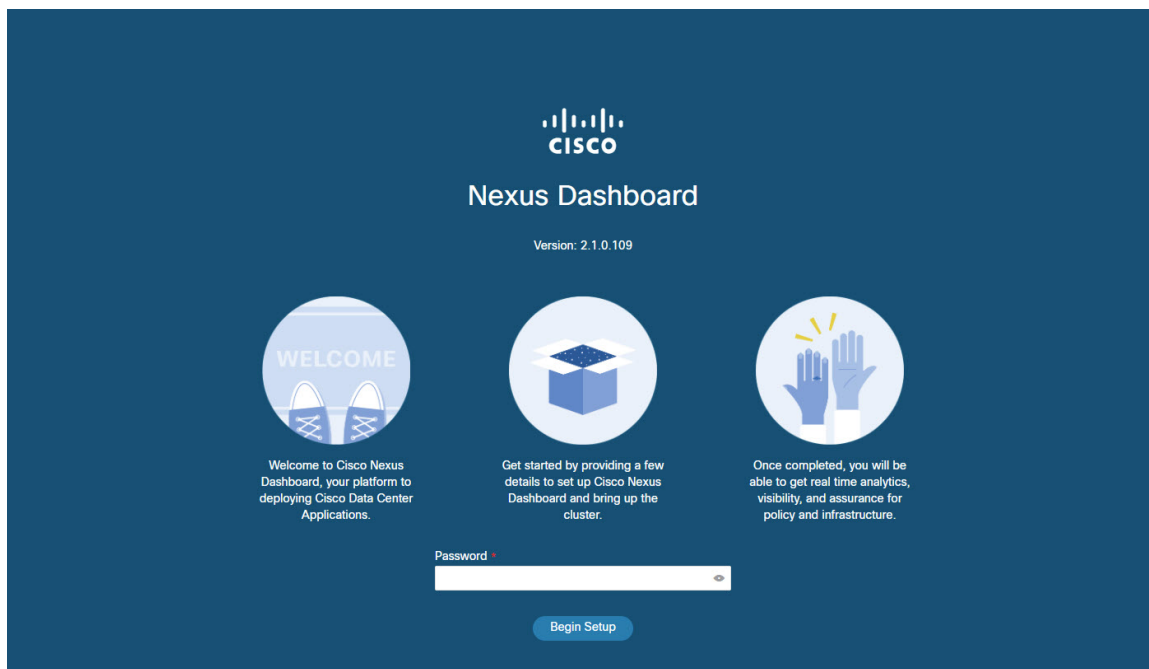 CISCO
Nexus Dashboard
Version: 2.1.0.109
WELCOME
Welcome to Cisco Nexus
Dashboard, your platform to
deploying Cisco Data Center
Applications.
Get started by providing a few
details to set up Cisco Nexus
Dashboard and bring up the
cluster.
Once completed, you will be
able to get real time analytics,
visibility, and assurance for
policy and infrastructure.
Password *
Begin Setup